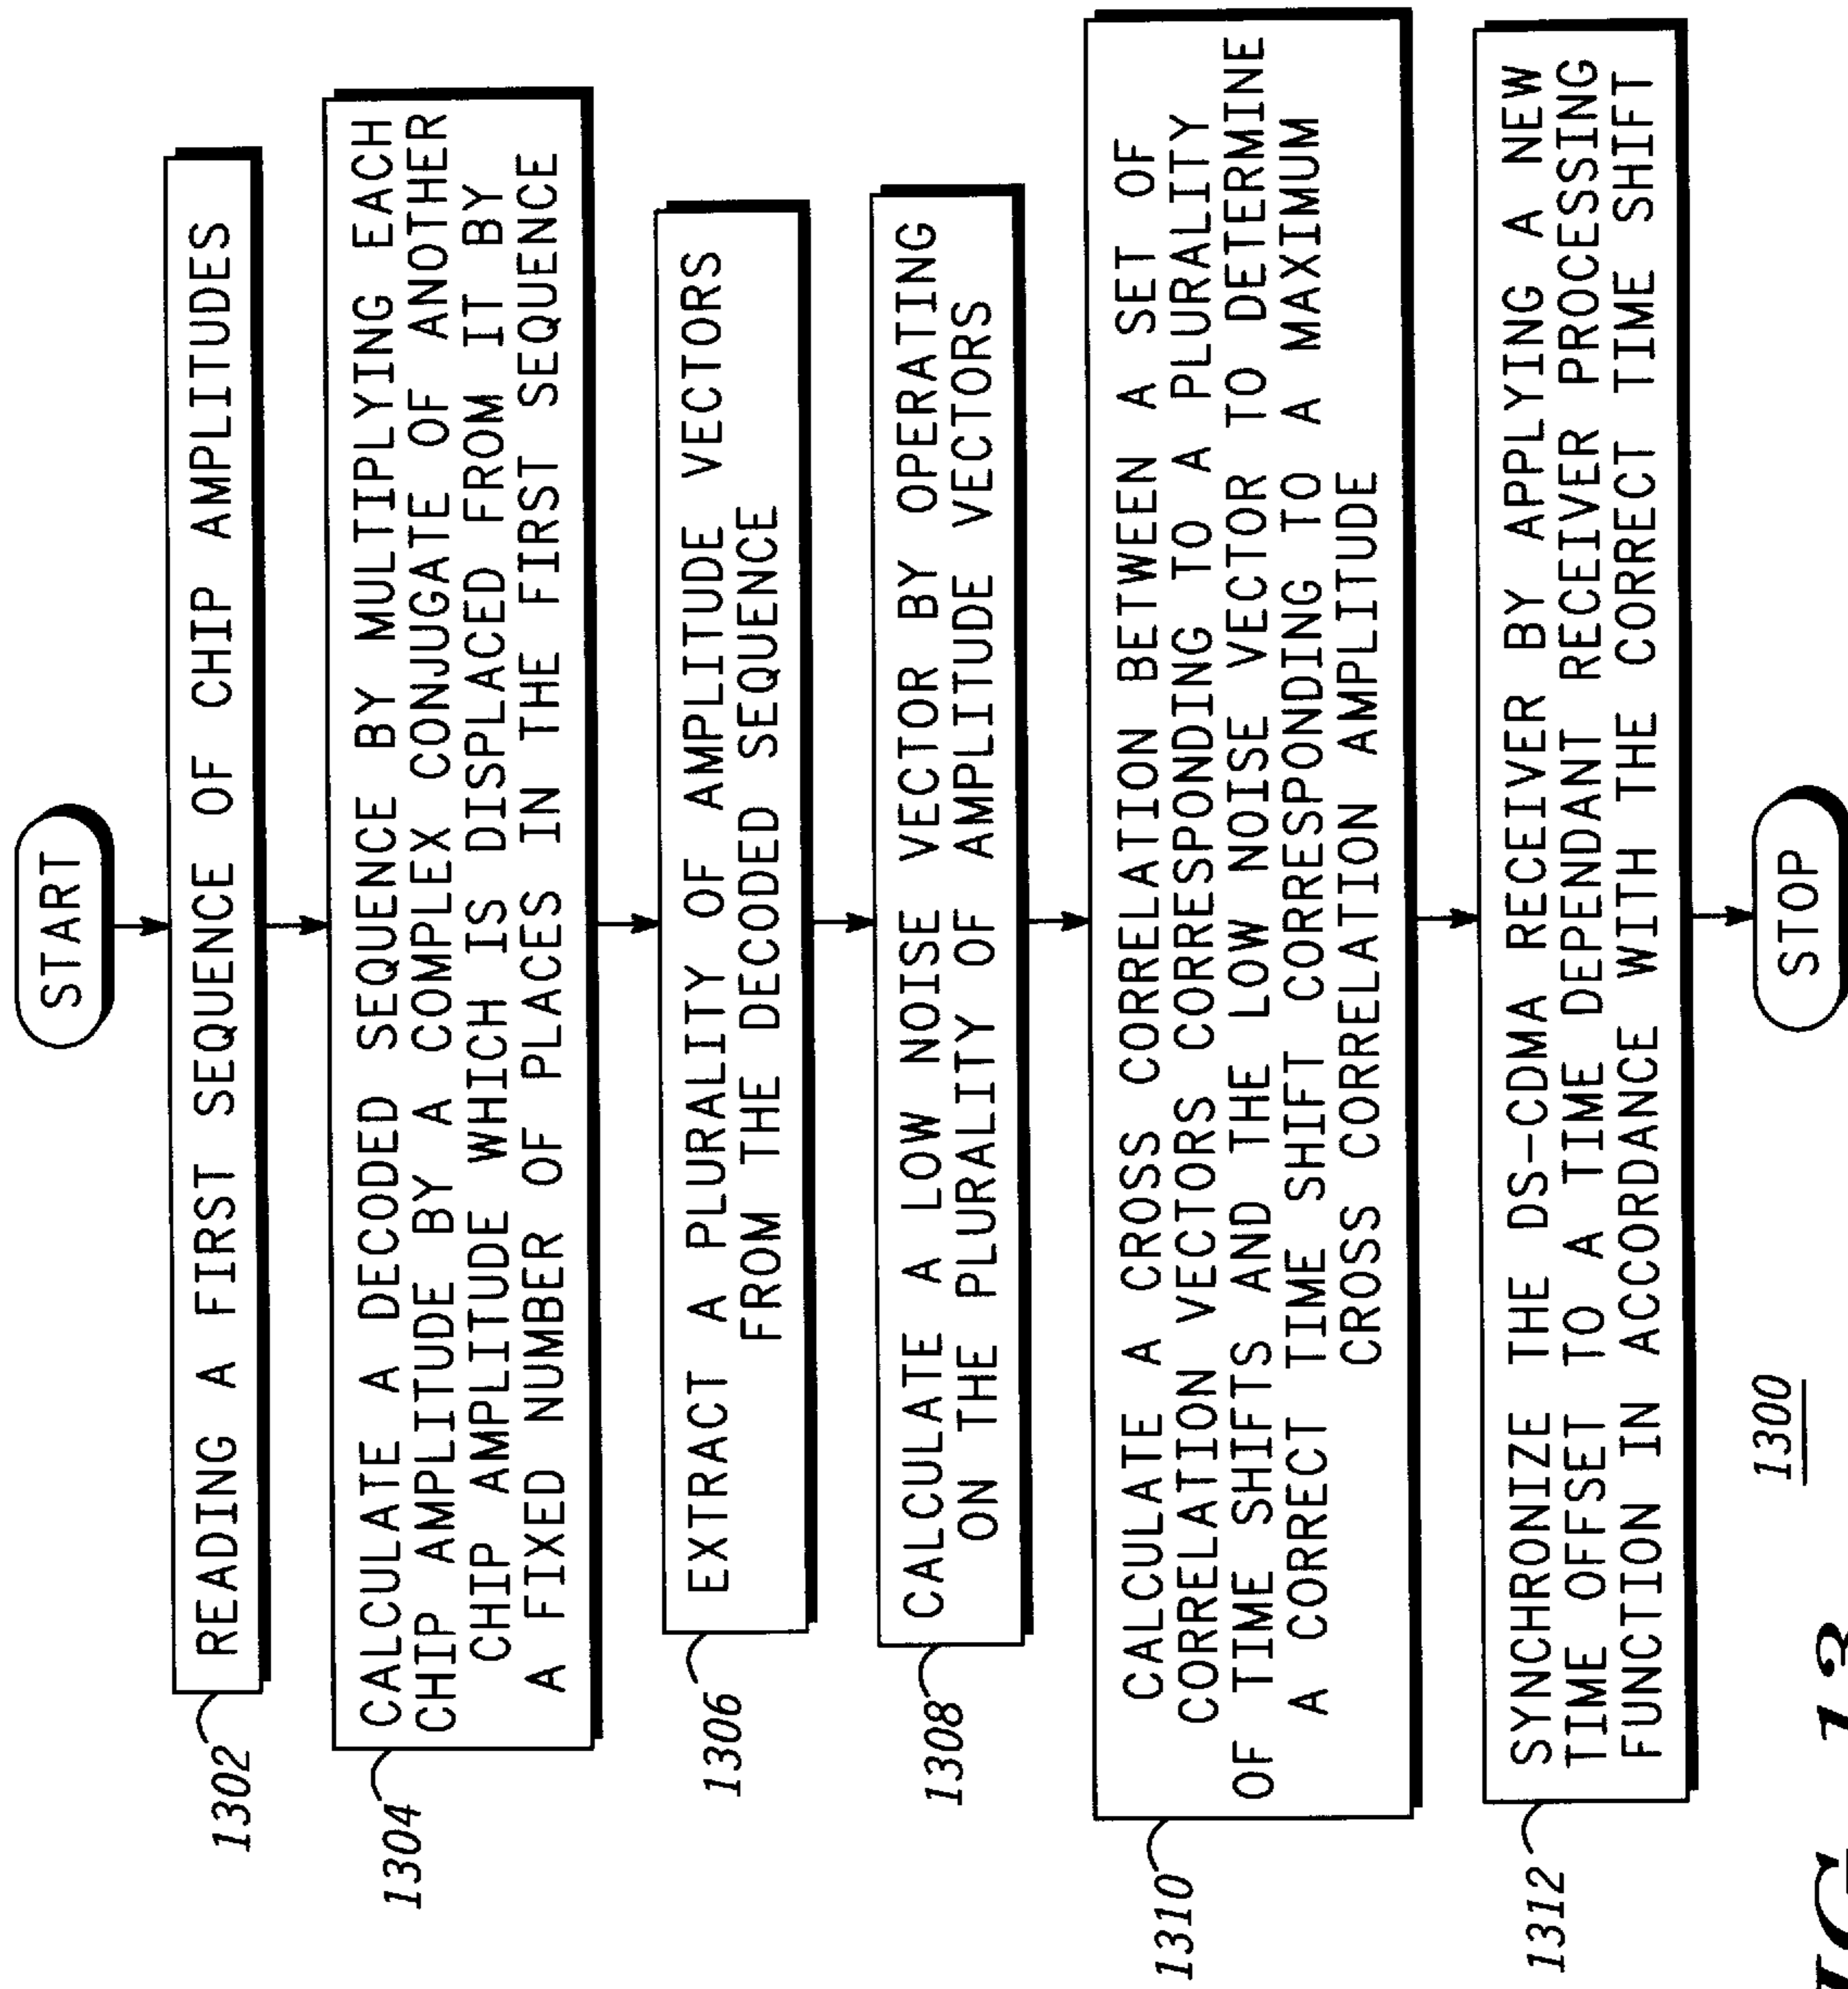 START
1302
READING A FIRST SEQUENCE OF CHIP AMPLITUDES
1304
CALCULATE A DECODED SEQUENCE BY MULTIPLYING EACH
CHIP AMPLITUDE BY A COMPLEX CONJUGATE OF ANOTHER
CHIP AMPLITUDE WHICH IS DISPLACED FROM IT BY
A FIXED NUMBER OF PLACES IN THE FIRST SEQUENCE
1306
EXTRACT A PLURALITY OF AMPLITUDE VECTORS
FROM THE DECODED SEQUENCE
1308
CALCULATE A LOW NOISE VECTOR BY OPERATING
ON THE PLURALITY OF AMPLITUDE VECTORS
1310
CALCULATE A CROSS CORRELATION BETWEEN A SET OF
CORRELATION VECTORS CORRESPONDING TO A PLURALITY
OF TIME SHIFTS AND THE LOW NOISE VECTOR TO DETERMINE
A CORRECT TIME SHIFT CORRESPONDING TO A MAXIMUM
CROSS CORRELATION AMPLITUDE
1312
SYNCHRONIZE THE DS-CDMA RECEIVER BY APPLYING A NEW
TIME OFFSET TO A TIME DEPENDANT RECEIVER PROCESSING
FUNCTION IN ACCORDANCE WITH THE CORRECT TIME SHIFT
STOP
1300